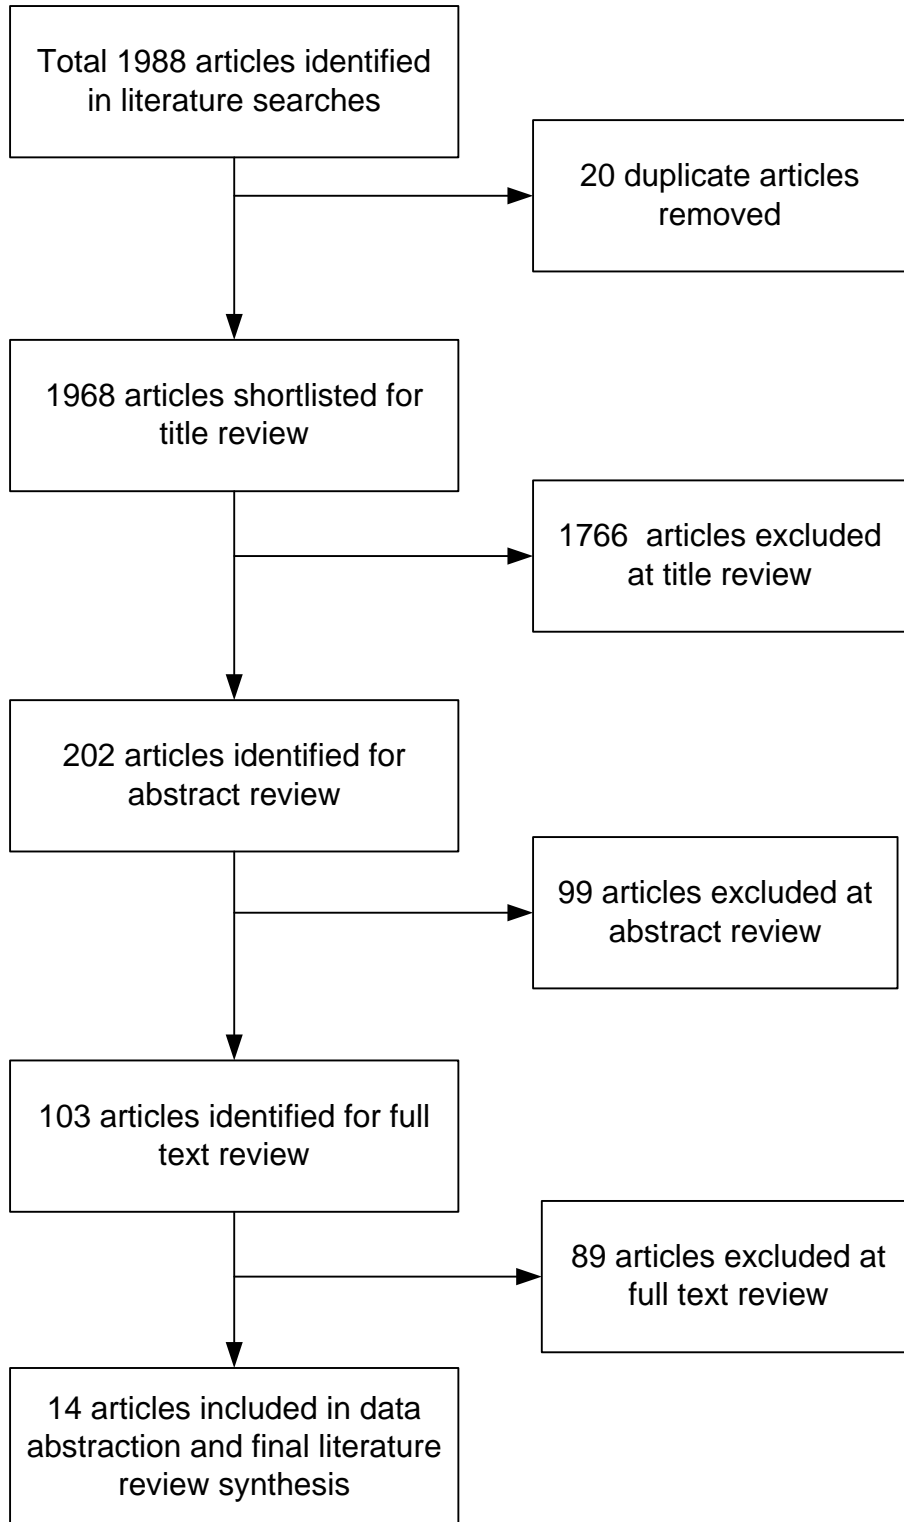 Total 1988 articles identified
in literature searches
20 duplicate articles
removed
1968 articles shortlisted for
title review
1766  articles excluded
at title review
202 articles identified for
abstract review
99 articles excluded at
abstract review
103 articles identified for full
text review
89 articles excluded at
full text review
14 articles included in data
abstraction and final literature
review synthesis